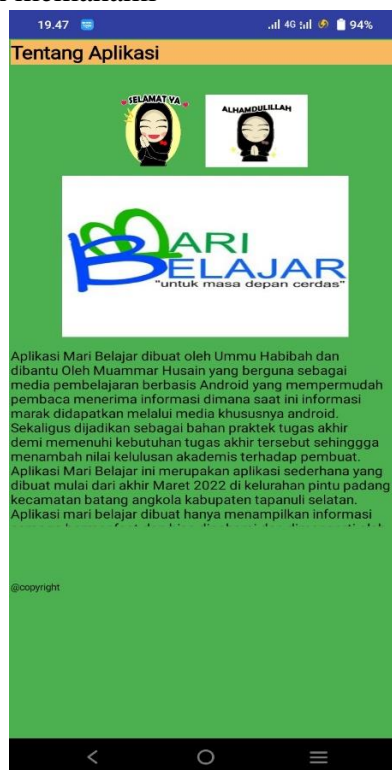 19.47
4G
94%
Tentang Aplikasi
SELAMAT YA
ALHAMDULILLAH
MARI
BELAJAR
"untuk masa depan cerdas"
Aplikasi Mari Belajar dibuat oleh Ummu Habibah dan
dibantu Oleh Muammar Husain yang berguna sebagai
media pembelajaran berbasis Android yang mempermudah
pembaca menerima informasi dimana saat ini informasi
marak didapatkan melalui media khususnya android.
Sekaligus dijadikan sebagai bahan praktek tugas akhir
demi memenuhi kebutuhan tugas akhir tersebut sehinggga
menambah nilai kelulusan akademis terhadap pembuat.
Aplikasi Mari Belajar ini merupakan aplikasi sederhana yang
dibuat mulai dari akhir Maret 2022 di kelurahan pintu padang
kecamatan batang angkola kabupaten tapanuli selatan.
Aplikasi mari belajar dibuat hanya menampilkan informasi
@copyright